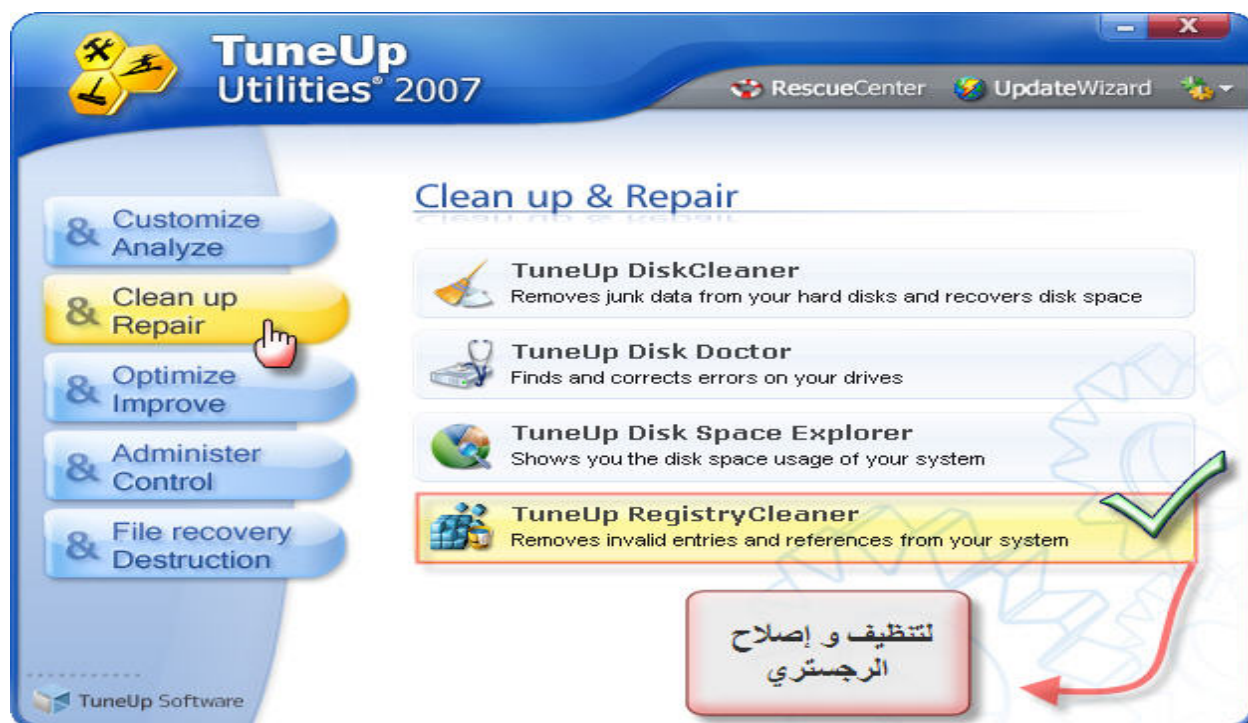 TuneUp
Utilities® 2007
RescueCenter
UpdateWizard
& Customize
Analyze
& Clean up
Repair
& Optimize
Improve
& Administer
Control
& File recovery
Destruction
TuneUp Software
Clean up & Repair
TuneUp DiskCleaner
Removes junk data from your hard disks and recovers disk space
TuneUp Disk Doctor
Finds and corrects errors on your drives
TuneUp Disk Space Explorer
Shows you the disk space usage of your system
TuneUp RegistryCleaner
Removes invalid entries and references from your system
لتنظيف و إصلاح
الرجستري